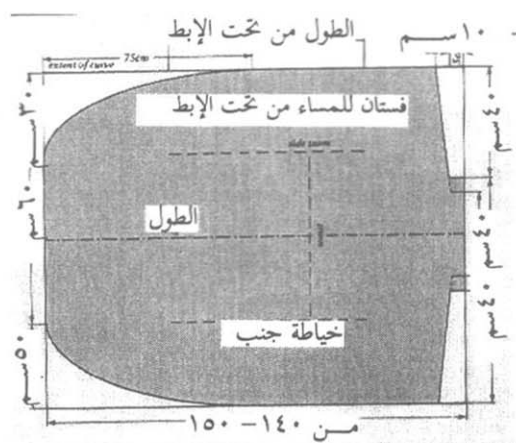 الطول من تحت الإبط
١٠ سم
75cm
extent of curve
٣٠ سم
فستان للمساء من تحت الإبط
٤٠ سم
side seam
٦٠ سم
الطول
٤٠ سم
خياطة جنب
٥٠ سم
٤٠ سم
من ١٤٠ - ١٥٠